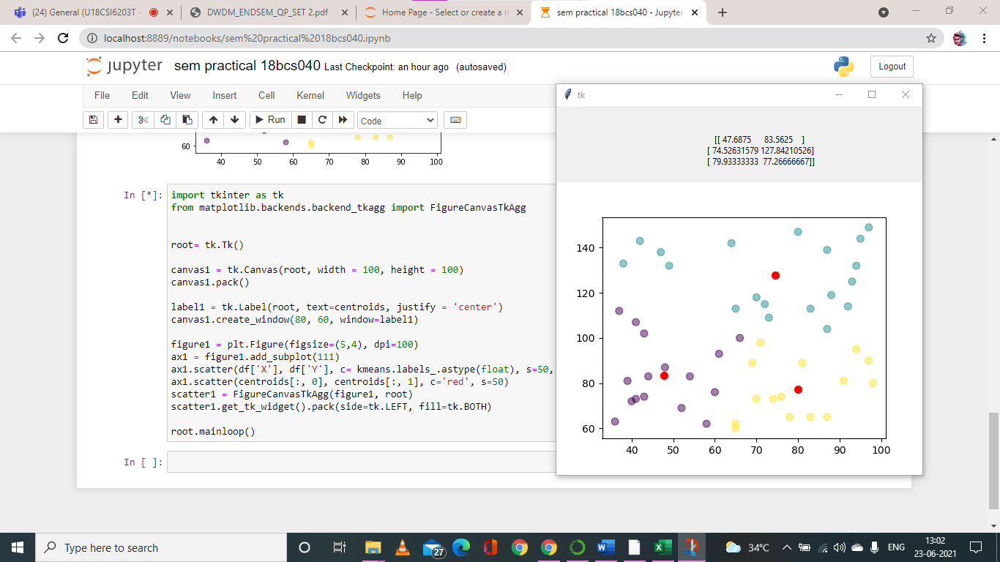 (24) General (U18CSI6203T -
DWDM_ENDSEM_QP_SET 2.pdf
Home Page - Select or create a n
sem practical 18bcs040 - Jupyter
localhost:8889/notebooks/sem%20practical%2018bcs040.ipynb
jupyter sem practical 18bcs040 Last Checkpoint: an hour ago (autosaved)
Logout
File Edit View Insert Cell Kernel Widgets Help
Run
Code
60
40 50 60 70 80 90 100
In [*]:
import tkinter as tk
from matplotlib.backends.backend_tkagg import FigureCanvasTkAgg
root= tk.Tk()
canvas1 = tk.Canvas(root, width = 100, height = 100)
canvas1.pack()
label1 = tk.Label(root, text=centroids, justify = 'center')
canvas1.create_window(80, 60, window=label1)
figure1 = plt.Figure(figsize=(5,4), dpi=100)
ax1 = figure1.add_subplot(111)
ax1.scatter(df['X'], df['Y'], c= kmeans.labels_.astype(float), s=50,
ax1.scatter(centroids[:, 0], centroids[:, 1], c='red', s=50)
scatter1 = FigureCanvasTkAgg(figure1, root)
scatter1.get_tk_widget().pack(side=tk.LEFT, fill=tk.BOTH)
root.mainloop()
In [ ]:
tk
[[ 47.6875 83.5625 ]
[ 74.52631579 127.84210526]
[ 79.93333333 77.26666667]]
140
120
100
80
60
40 50 60 70 80 90 100
Type here to search
27
34°C
ENG
13:02
23-06-2021